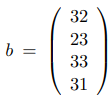 b = ( 32
23
33
31 )